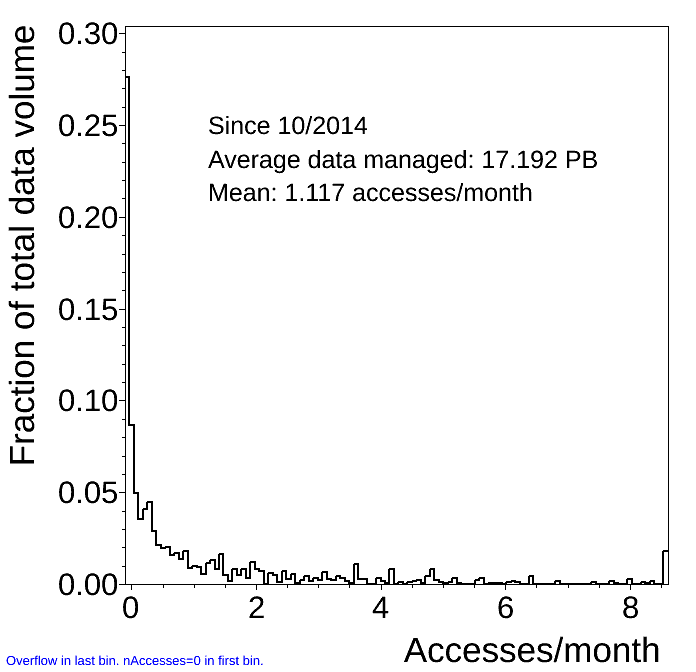 Fraction of total data volume
0.30
0.25
0.20
0.15
0.10
0.05
0.00
Since 10/2014
Average data managed: 17.192 PB
Mean: 1.117 accesses/month
0 2 4 6 8
Accesses/month
Overflow in last bin. nAccesses=0 in first bin.